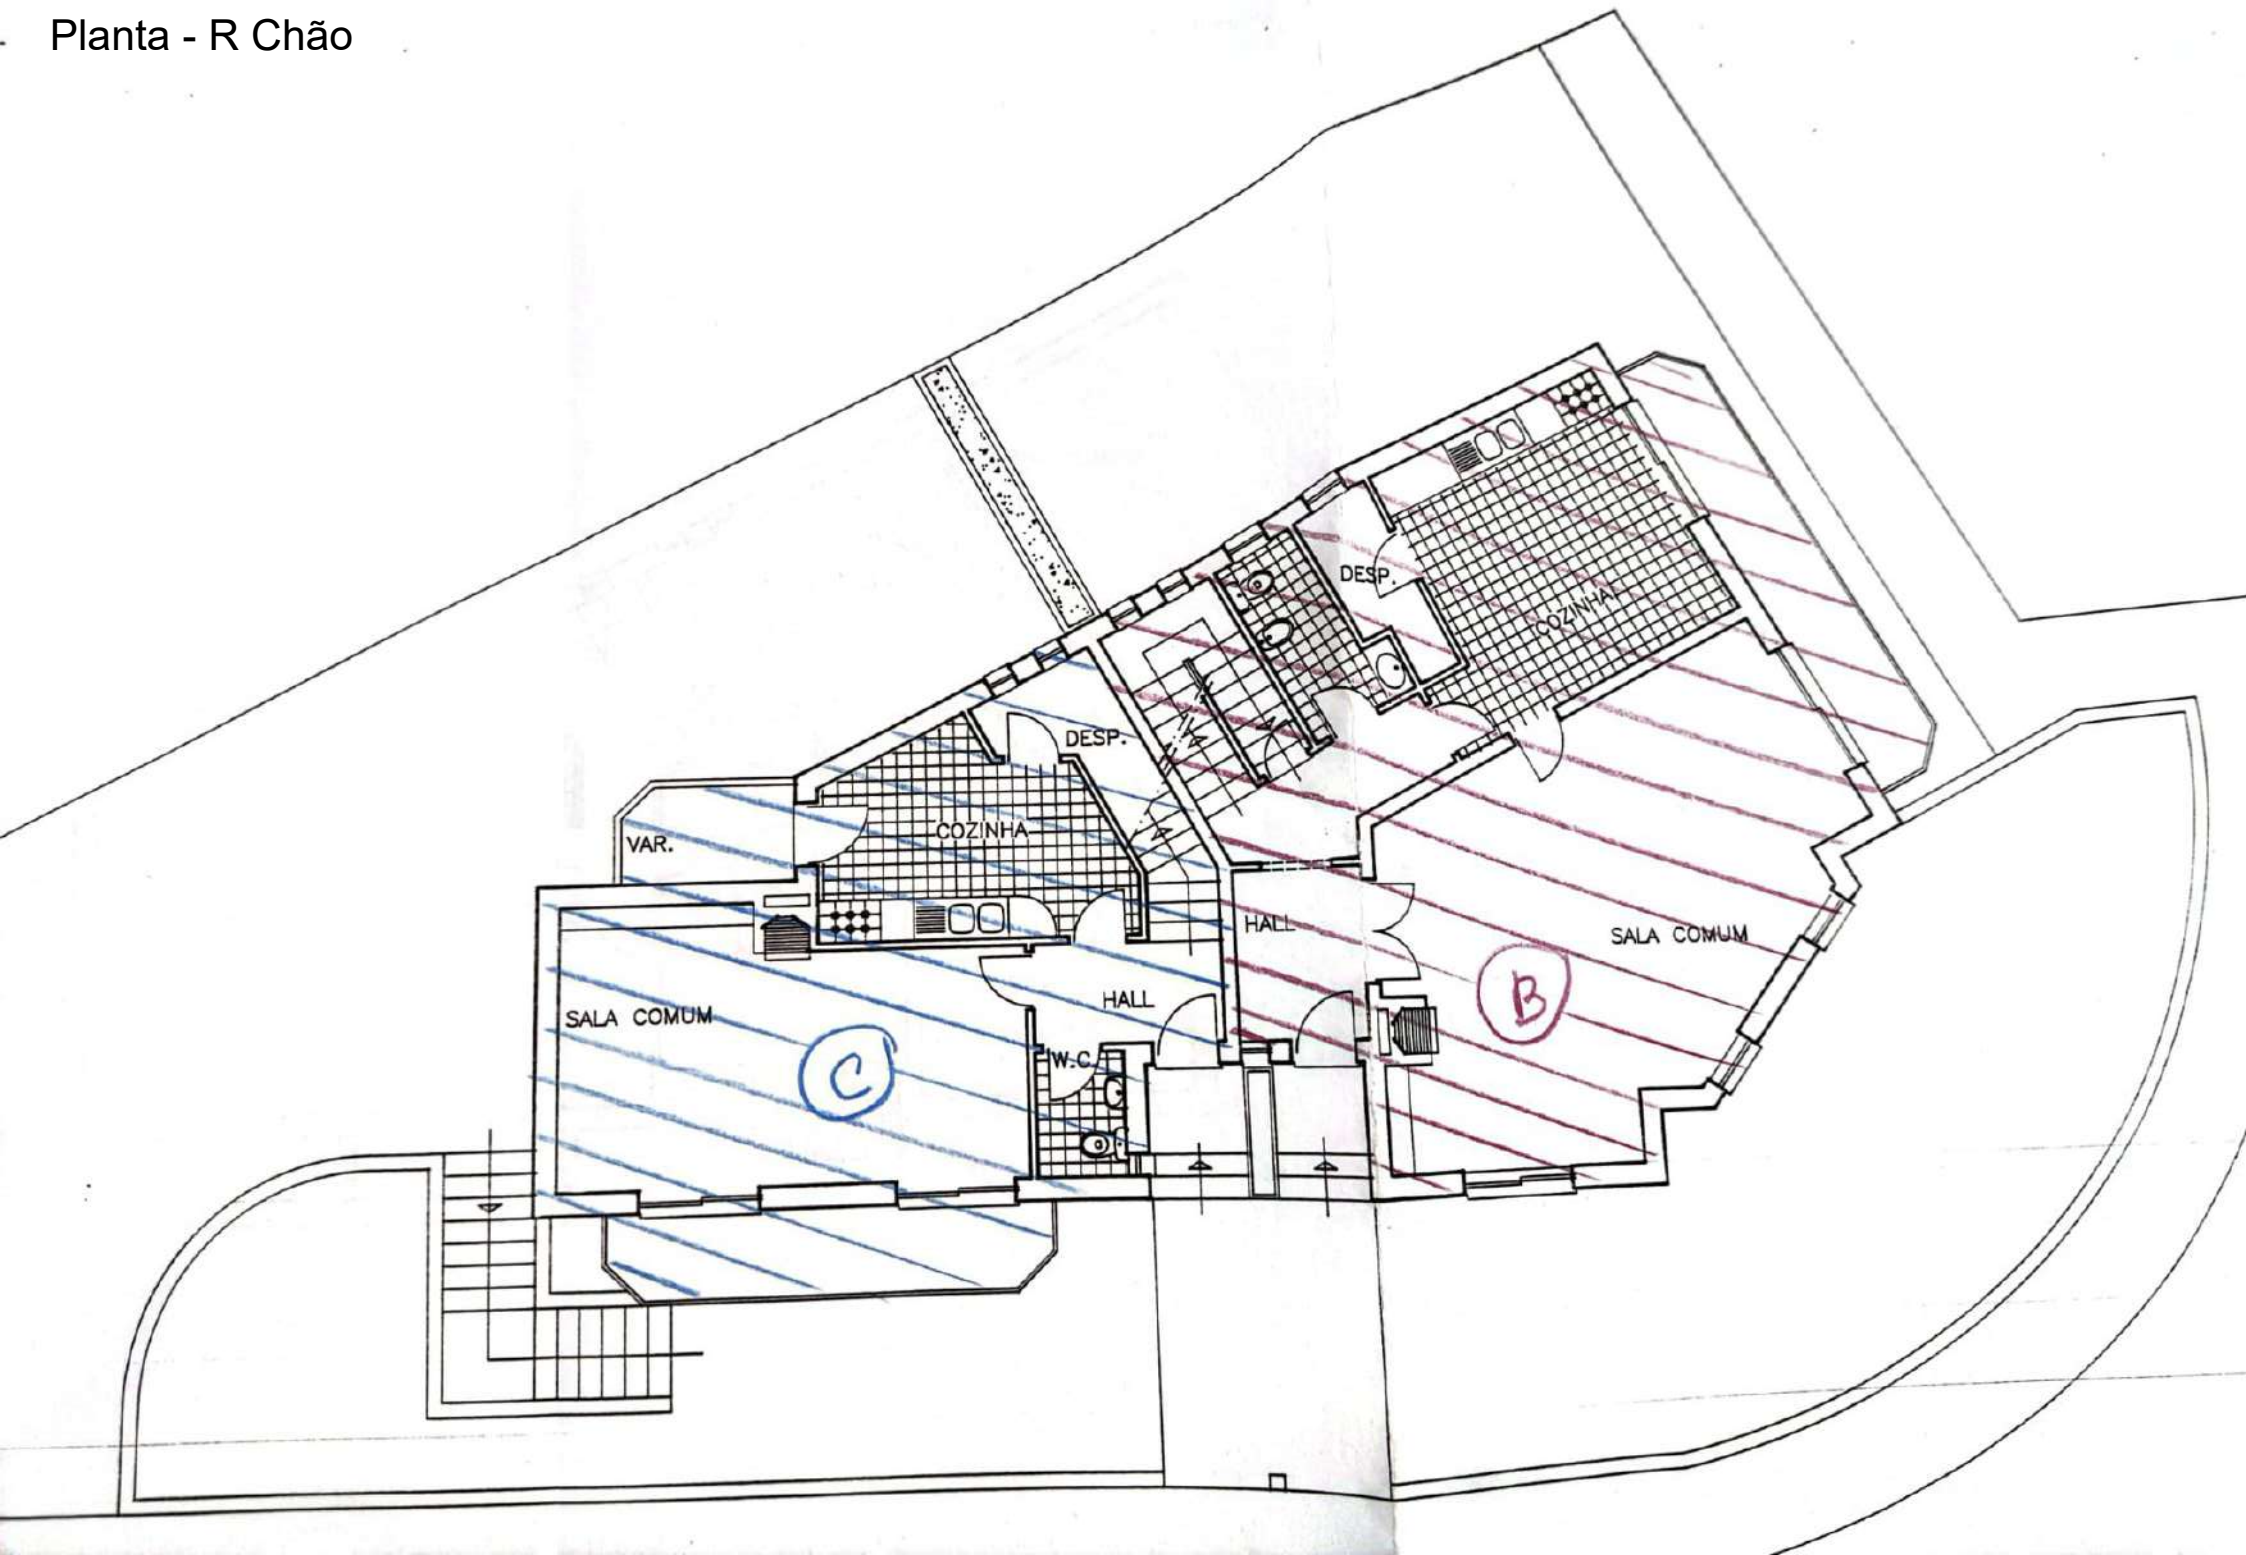 Planta - R Chão
DESP.
COZINHA
DESP.
COZINHA
VAR.
HALL
SALA COMUM
B
HALL
SALA COMUM
C
W.C.